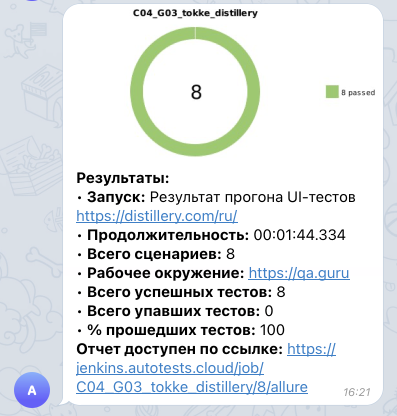 C04_G03_tokke_distillery
8
8 passed
Результаты:
• Запуск: Результат прогона UI-тестов
https://distillery.com/ru/
• Продолжительность: 00:01:44.334
• Всего сценариев: 8
• Рабочее окружение: https://qa.guru
• Всего успешных тестов: 8
• Всего упавших тестов: 0
• % прошедших тестов: 100
Отчет доступен по ссылке: https://
jenkins.autotests.cloud/job/
C04_G03_tokke_distillery/8/allure
A
16:21